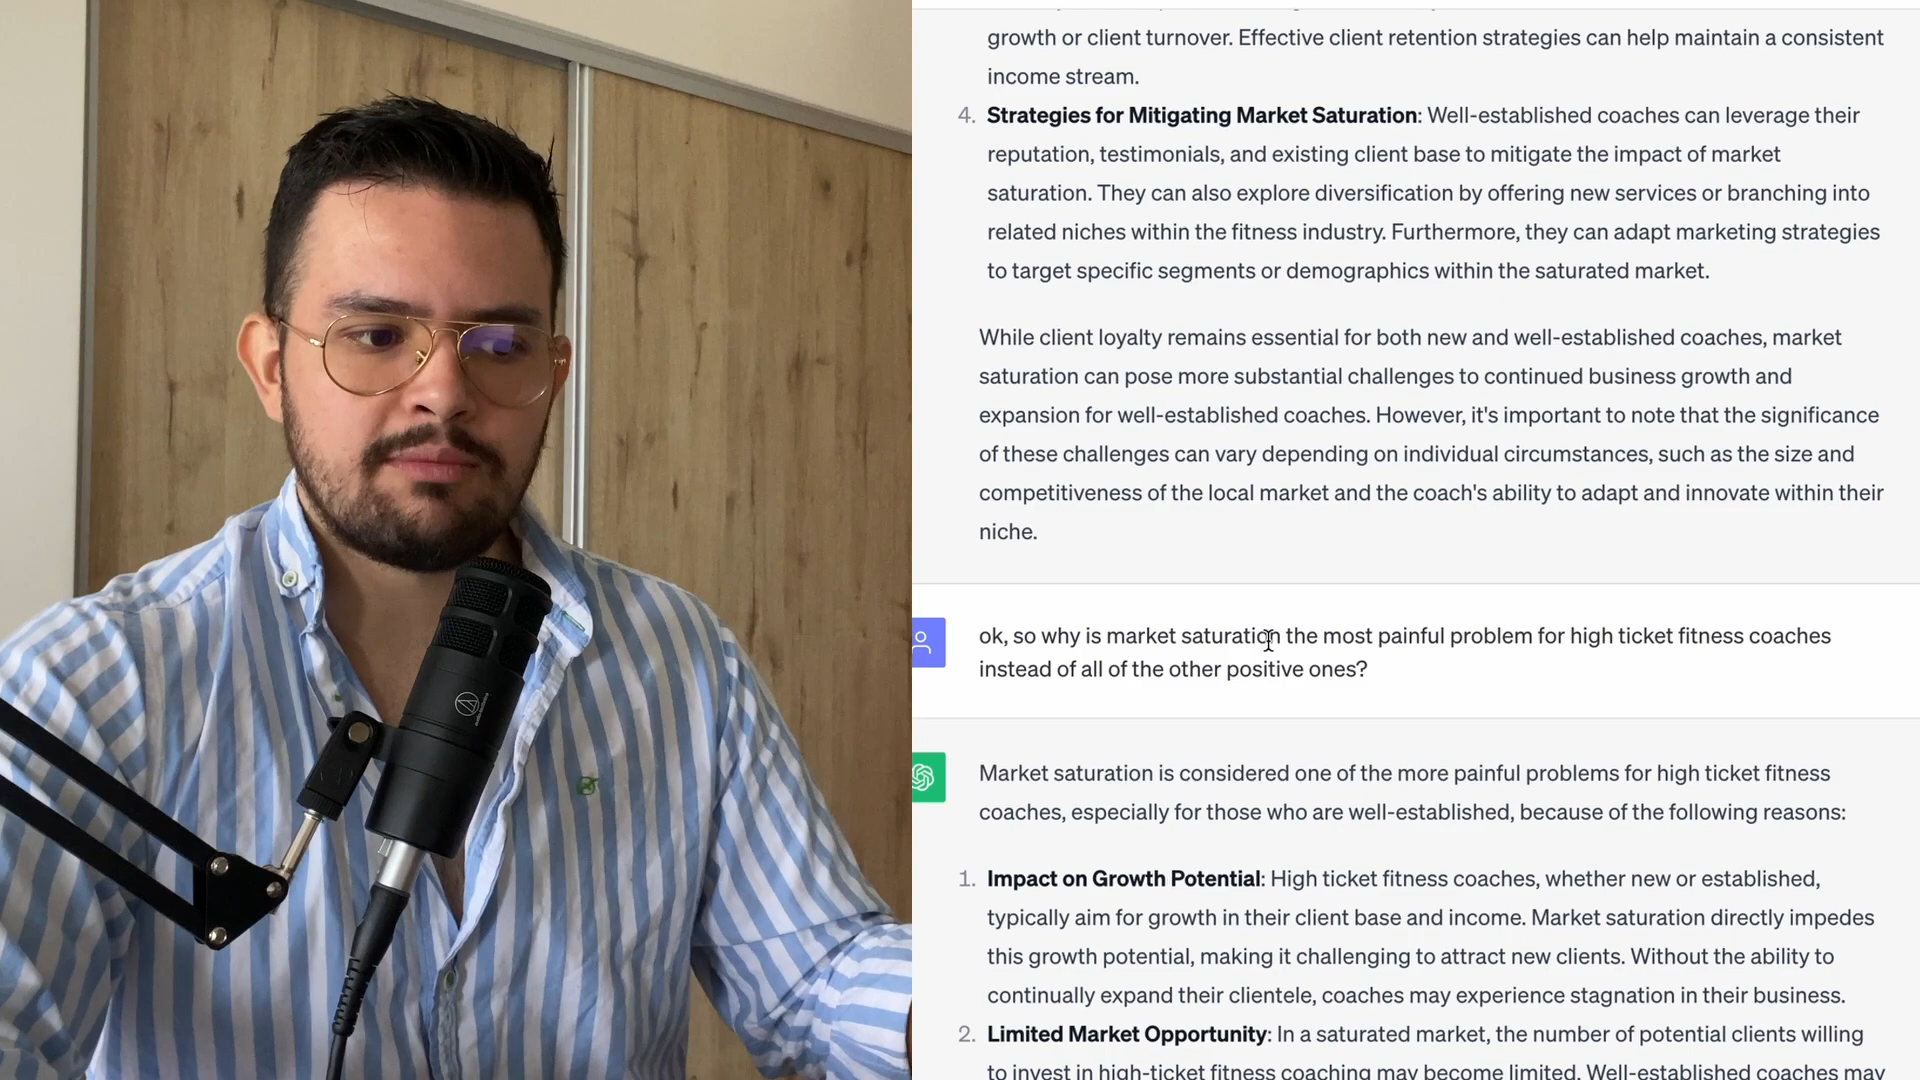 growth or client turnover. Effective client retention strategies can help maintain a consistent
income stream.
4. Strategies for Mitigating Market Saturation: Well-established coaches can leverage their
reputation, testimonials, and existing client base to mitigate the impact of market
saturation. They can also explore diversification by offering new services or branching into
related niches within the fitness industry. Furthermore, they can adapt marketing strategies
to target specific segments or demographics within the saturated market.
While client loyalty remains essential for both new and well-established coaches, market
saturation can pose more substantial challenges to continued business growth and
expansion for well-established coaches. However, it's important to note that the significance
of these challenges can vary depending on individual circumstances, such as the size and
competitiveness of the local market and the coach's ability to adapt and innovate within their
niche.
ok, so why is market saturation the most painful problem for high ticket fitness coaches
instead of all of the other positive ones?
Market saturation is considered one of the more painful problems for high ticket fitness
coaches, especially for those who are well-established, because of the following reasons:
1. Impact on Growth Potential: High ticket fitness coaches, whether new or established,
typically aim for growth in their client base and income. Market saturation directly impedes
this growth potential, making it challenging to attract new clients. Without the ability to
continually expand their clientele, coaches may experience stagnation in their business.
2. Limited Market Opportunity: In a saturated market, the number of potential clients willing
to invest in high-ticket fitness coaching may become limited. Well-established coaches may